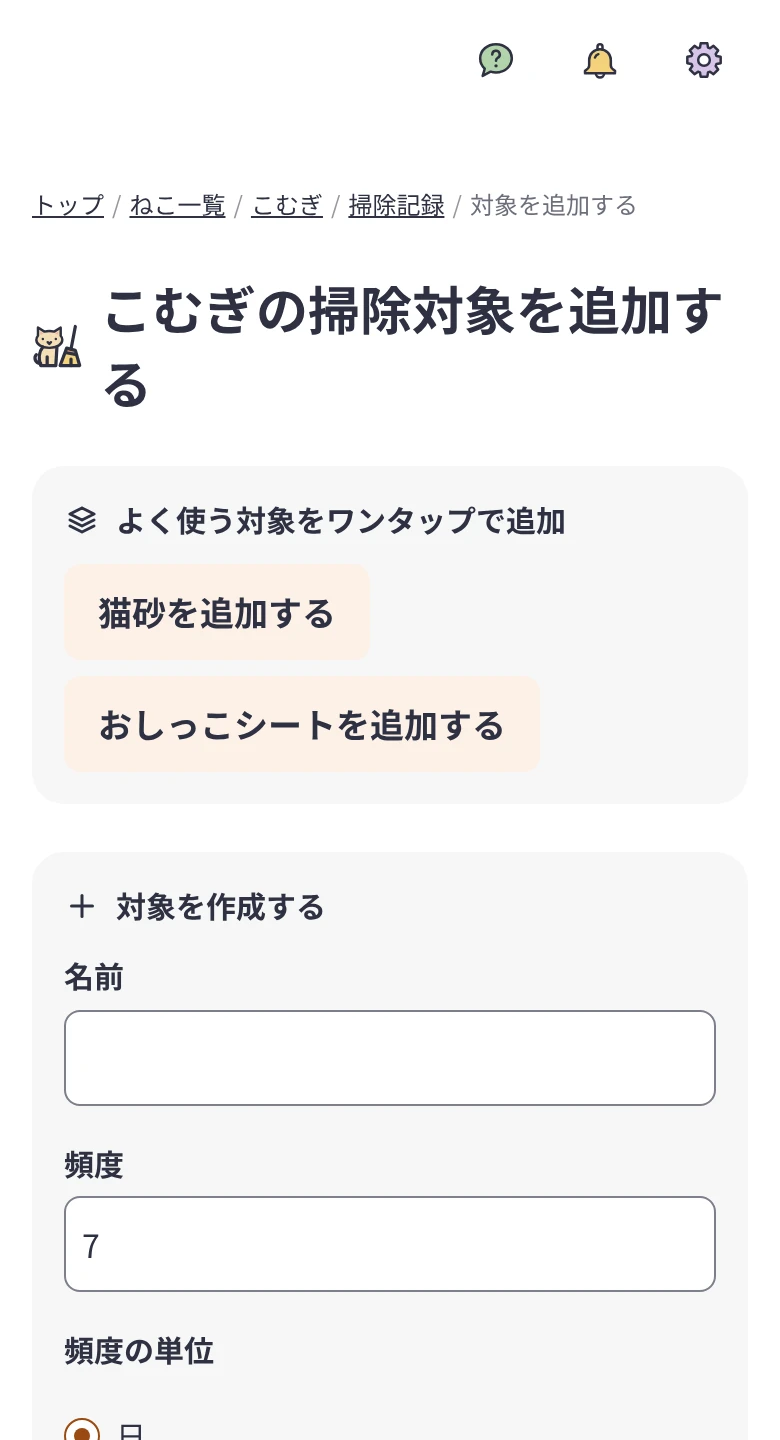 トップ / ねこ一覧 / こむぎ / 掃除記録 / 対象を追加する
こむぎの掃除対象を追加す
る
よく使う対象をワンタップで追加
猫砂を追加する
おしっこシートを追加する
対象を作成する
名前
頻度
7
頻度の単位
日